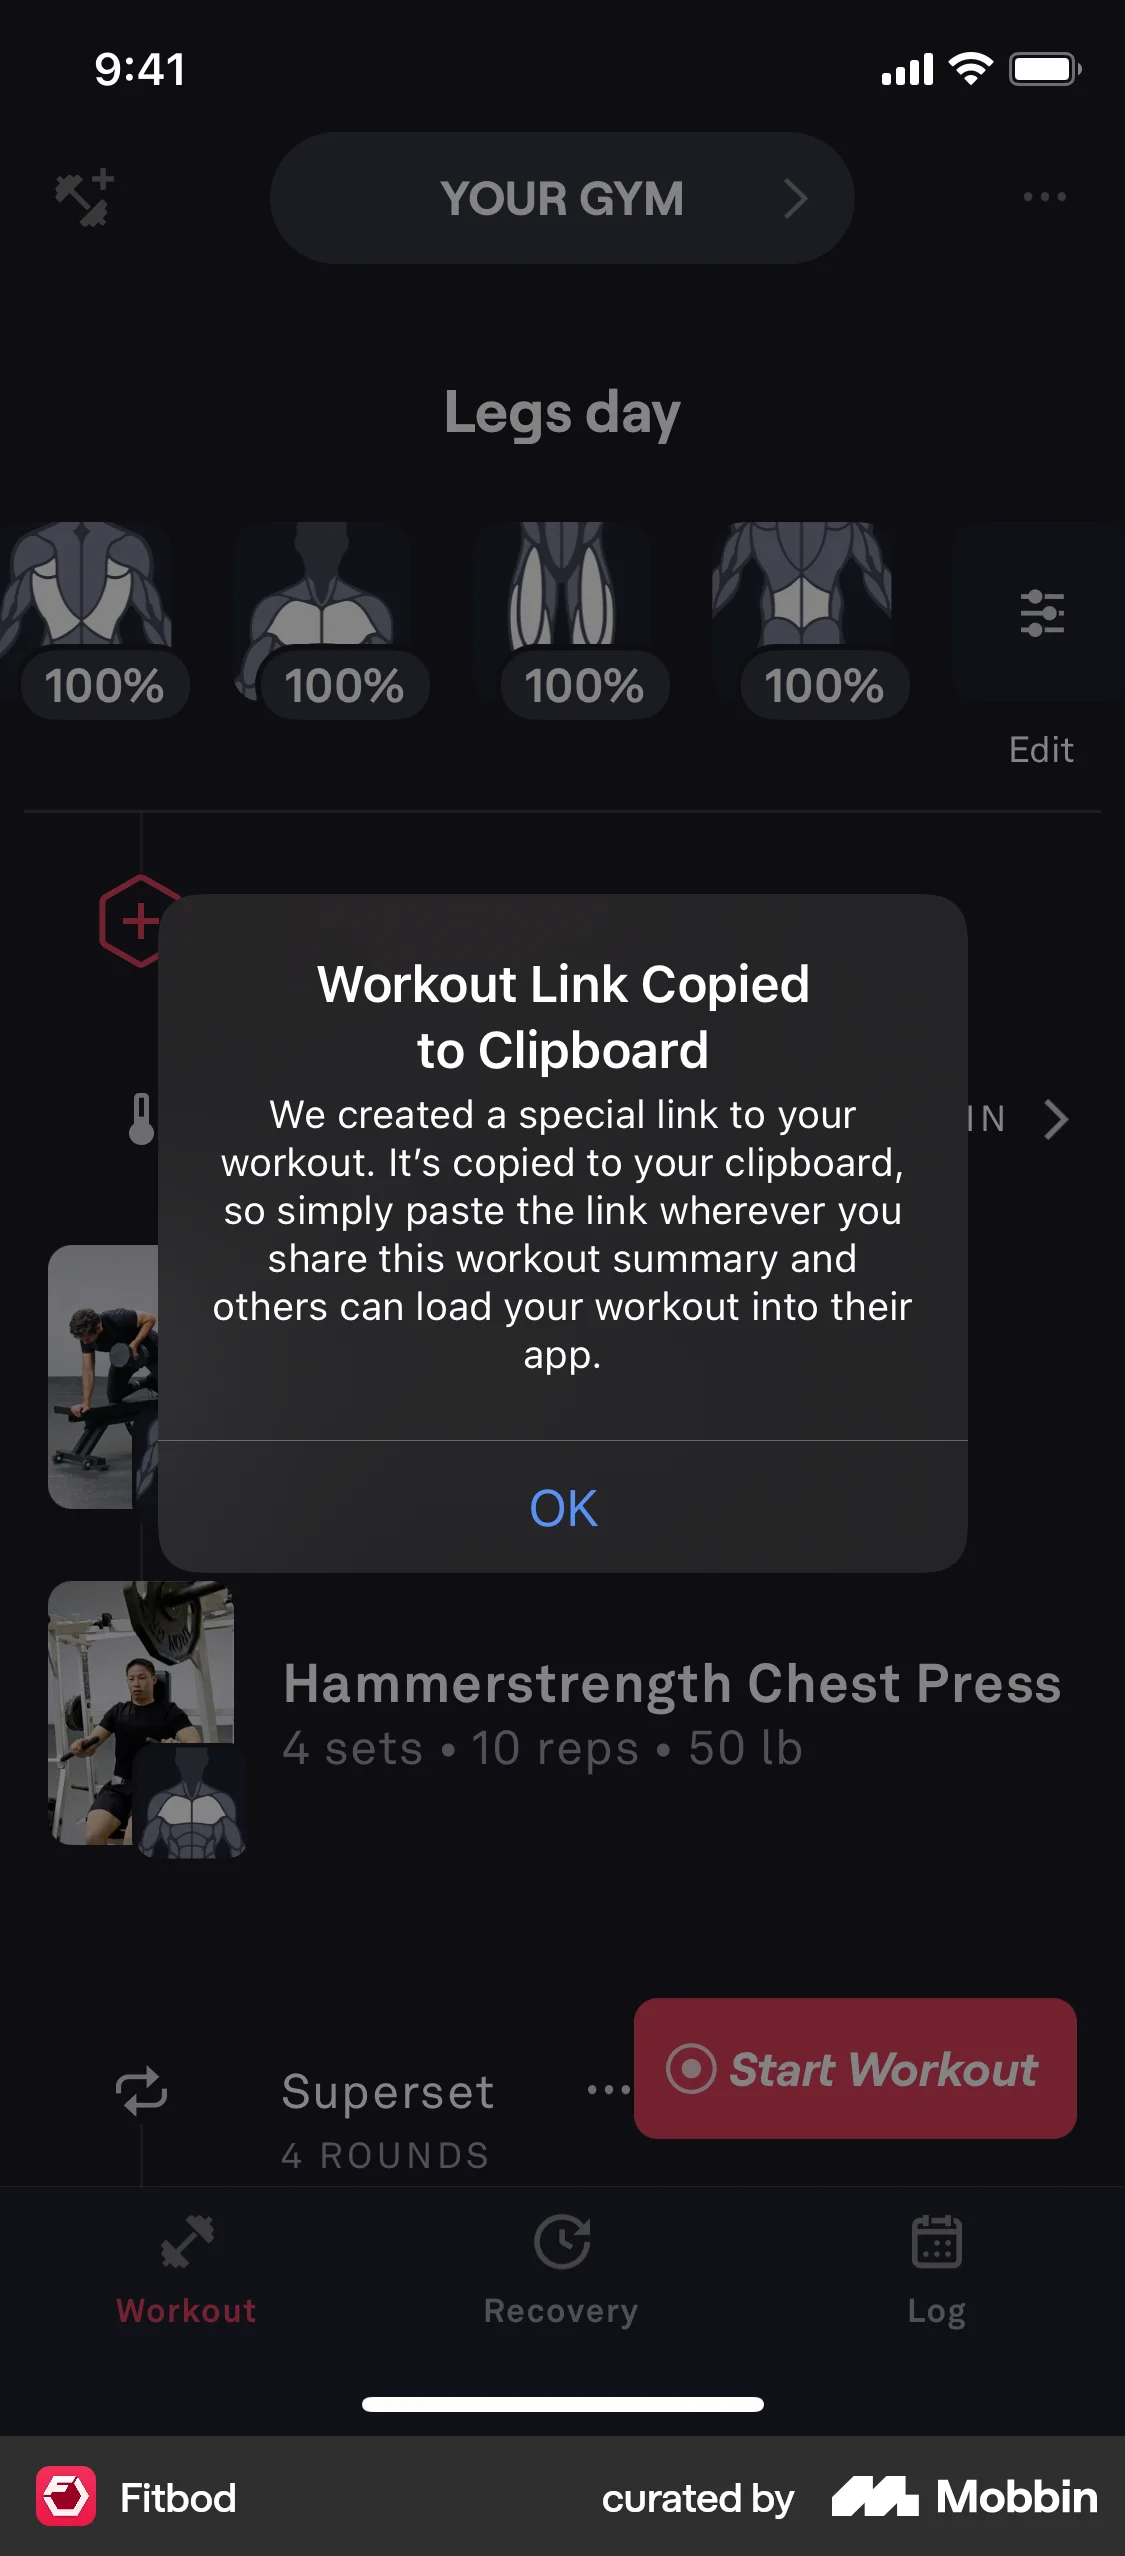 9:41
YOUR GYM
Legs day
100%
100%
100%
100%
Edit
Workout Link Copied
to Clipboard
We created a special link to your
workout. It’s copied to your clipboard,
so simply paste the link wherever you
share this workout summary and
others can load your workout into their
app.
IN
OK
Hammerstrength Chest Press
4 sets • 10 reps • 50 lb
Superset
4 ROUNDS
Start Workout
Workout
Recovery
Log
Fitbod
curated by
Mobbin